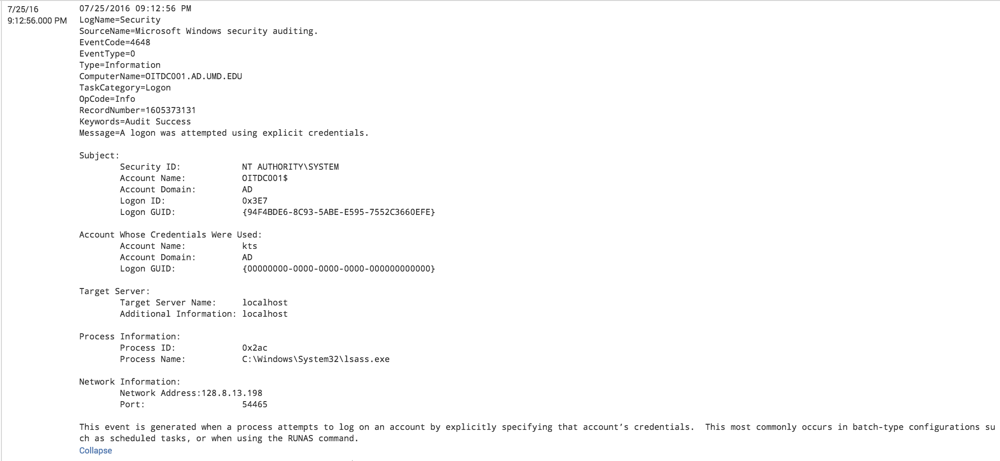 7/25/16
9:12:56.000 PM
07/25/2016 09:12:56 PM
LogName=Security
SourceName=Microsoft Windows security auditing.
EventCode=4648
EventType=0
Type=Information
ComputerName=OITDC001.AD.UMD.EDU
TaskCategory=Logon
OpCode=Info
RecordNumber=1605373131
Keywords=Audit Success
Message=A logon was attempted using explicit credentials.
Subject:
Security ID: NT AUTHORITY\SYSTEM
Account Name: OITDC001$
Account Domain: AD
Logon ID: 0x3E7
Logon GUID: {94F4BDE6-8C93-5ABE-E595-7552C3660EFE}
Account Whose Credentials Were Used:
Account Name: kts
Account Domain: AD
Logon GUID: {00000000-0000-0000-0000-000000000000}
Target Server:
Target Server Name: localhost
Additional Information: localhost
Process Information:
Process ID: 0x2ac
Process Name: C:\Windows\System32\lsass.exe
Network Information:
Network Address:128.8.13.198
Port: 54465
This event is generated when a process attempts to log on an account by explicitly specifying that account’s credentials.  This most commonly occurs in batch-type configurations su
ch as scheduled tasks, or when using the RUNAS command.
Collapse